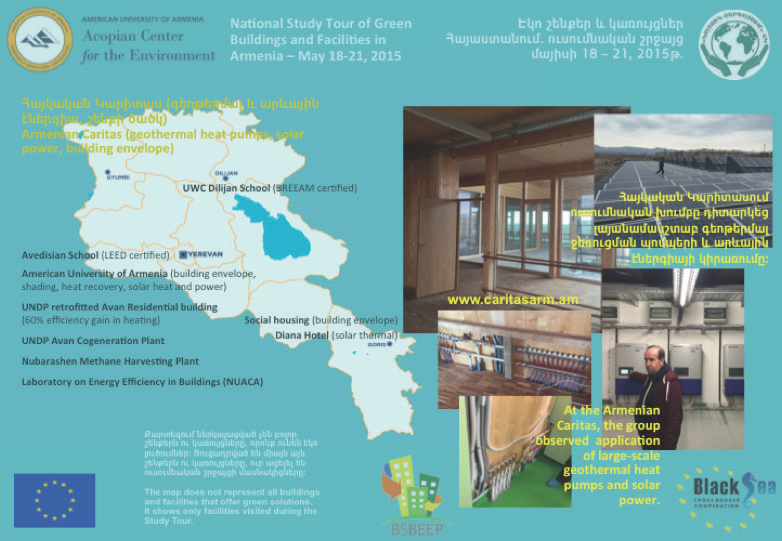 AMERICAN UNIVERSITY OF ARMENIA
Acopian Center
for the Environment
National Study Tour of Green
Buildings and Facilities in
Armenia – May 18-21, 2015
Էկո շենքեր և կառույցներ
Հայաստանում. ուսումնական շրջայց
մայիսի 18 – 21, 2015թ.
Հայկական Կարիտաս (գեոթերմալ և արևային
էներգիա, շենքի ծածկ)
Armenian Caritas (geothermal heat pumps, solar
power, building envelope)
GYUMRI
DILIJAN
UWC Dilijan School (BREEAM certified)
Avedisian School (LEED certified)
YEREVAN
American University of Armenia (building envelope,
shading, heat recovery, solar heat and power)
UNDP retrofitted Avan Residential building
(60% efficiency gain in heating)
Social housing (building envelope)
Diana Hotel (solar thermal)
GORIS
UNDP Avan Cogeneration Plant
Nubarashen Methane Harvesting Plant
Laboratory on Energy Efficiency in Buildings (NUACA)
Հայկական Կարիտասում
ուսումնական խումբը դիտարկեց
լայնամասշտաբ գեոթերմալ
ջեռուցման պոմպերի և արևային
էներգիայի կիրառումը:
www.caritasarm.am
At the Armenian
Caritas, the group
observed application
of large-scale
geothermal heat
pumps and solar
power.
Քարտեզում ներկայացված չեն բոլոր
շենքերն ու կառույցները, որոնք ունեն էկո
լուծումներ: Ցուցադրված են միայն այն
շենքերն ու կառույցները, ուր այցելել են
ուսումնական շրջայցի մասնակիցները:
The map does not represent all buildings
and facilities that offer green solutions.
It shows only facilities visited during the
Study Tour.
BSBEEP
Black Sea
CROSS BORDER
COOPERATION